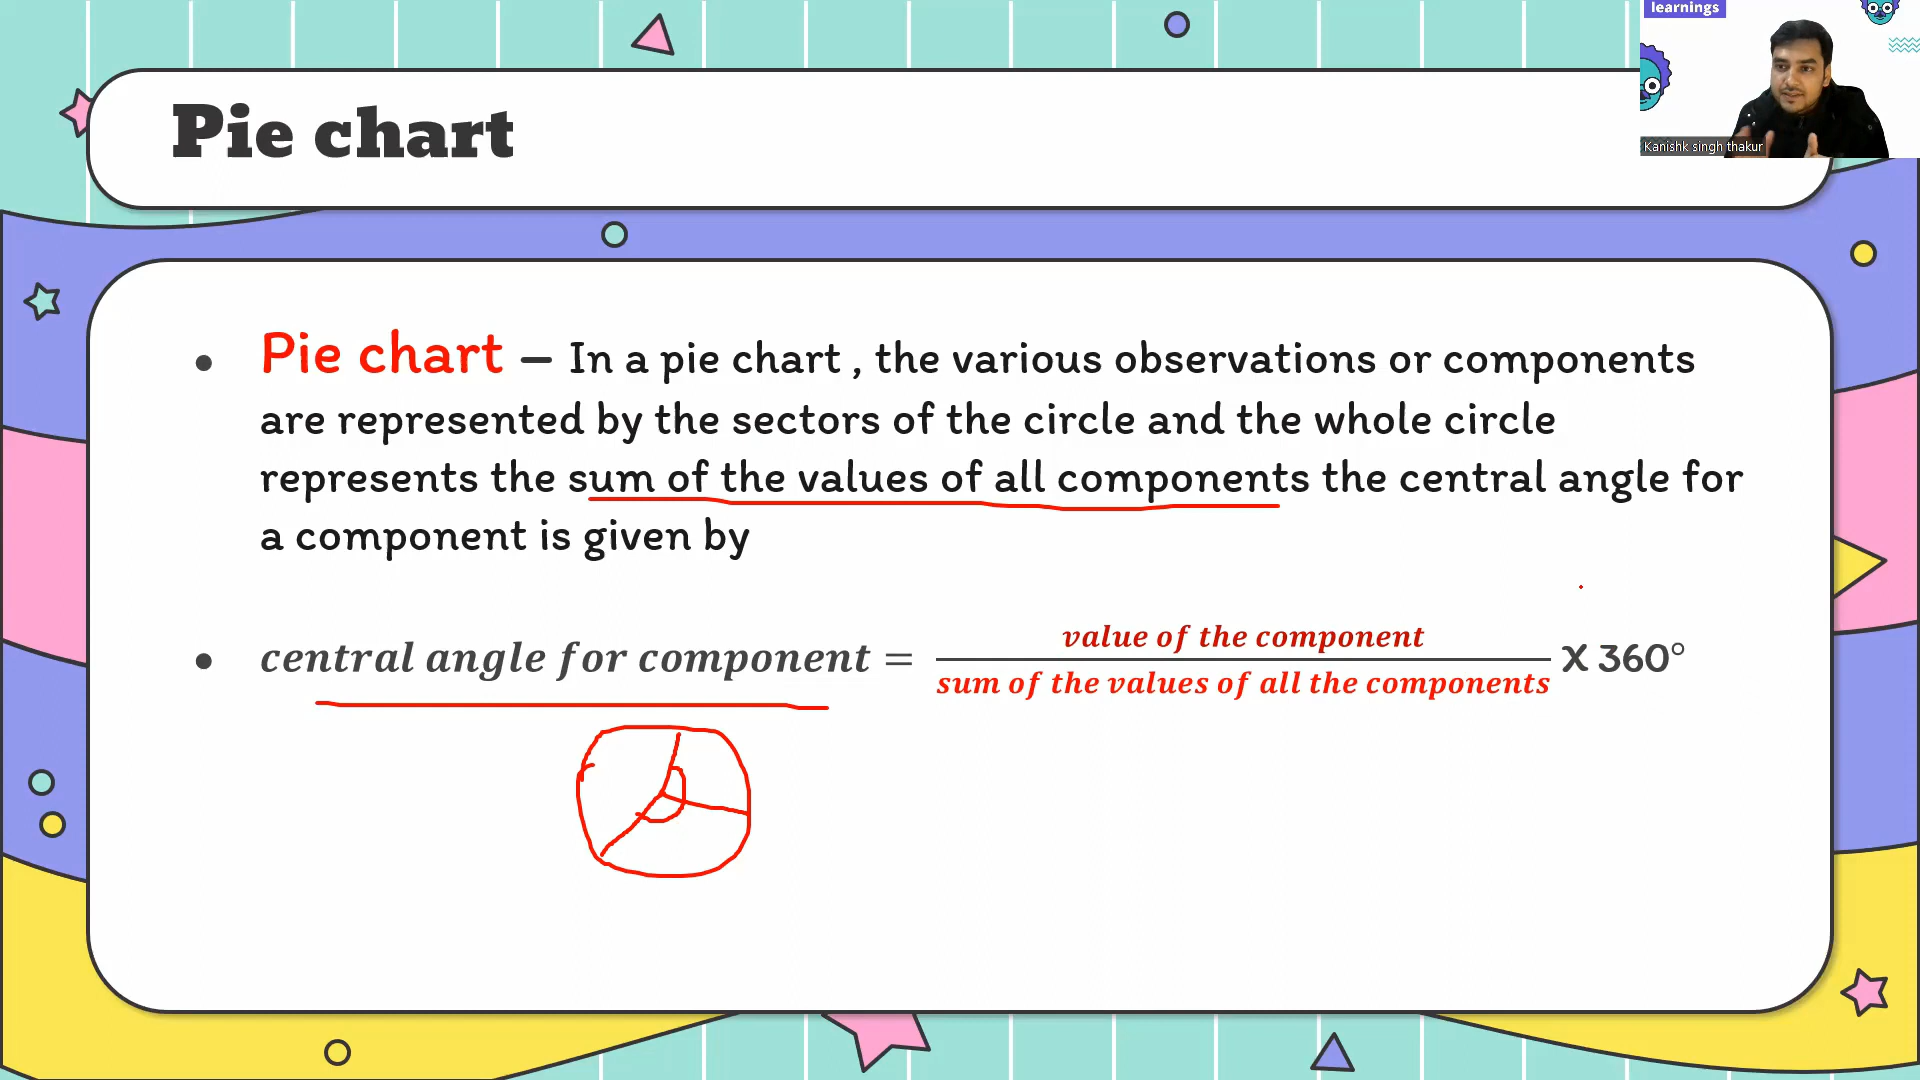 learnings
Kanishk singh thakur
Pie chart
Pie chart – In a pie chart , the various observations or components
are represented by the sectors of the circle and the whole circle
represents the sum of the values of all components the central angle for
a component is given by
central angle for component = value of the component / sum of the values of all the components X 360°